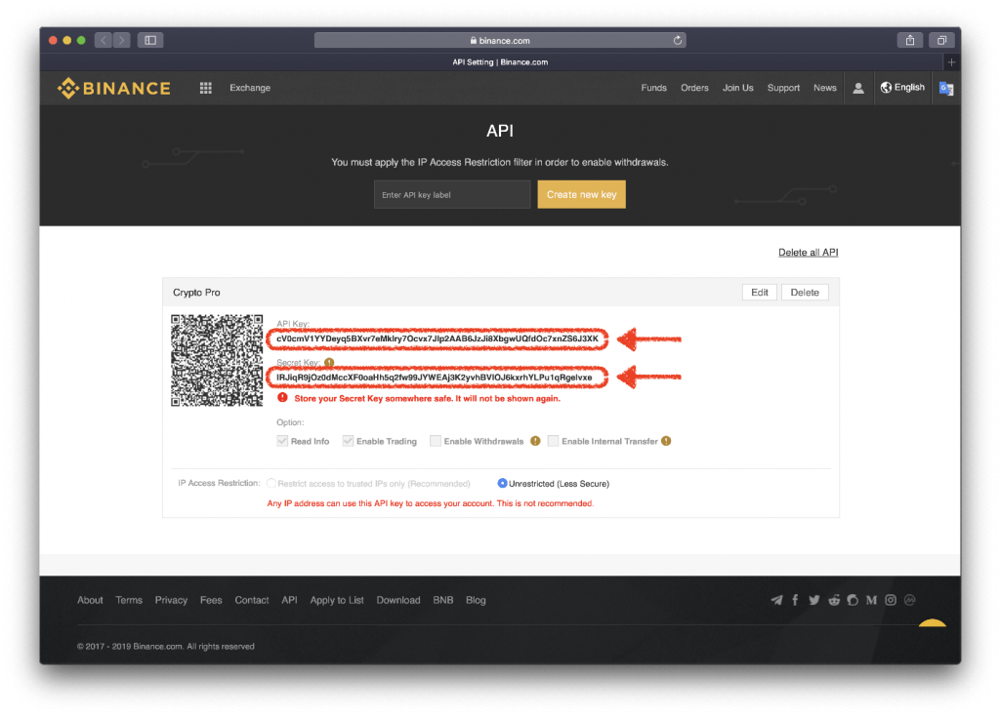 binance.com
API Setting | Binance.com
BINANCE
Exchange
Funds Orders Join Us Support News English
API
You must apply the IP Access Restriction filter in order to enable withdrawals.
Enter API key label Create new key
Delete all API
Crypto Pro Edit Delete
API Key:
Secret Key:
Store your Secret Key somewhere safe. It will not be shown again.
Option:
Read Info Enable Trading Enable Withdrawals Enable Internal Transfer
IP Access Restriction: Restrict access to trusted IPs only (Recommended) Unrestricted (Less Secure)
Any IP address can use this API key to access your account. This is not recommended.
About Terms Privacy Fees Contact API Apply to List Download BNB Blog
© 2017 - 2019 Binance.com. All rights reserved